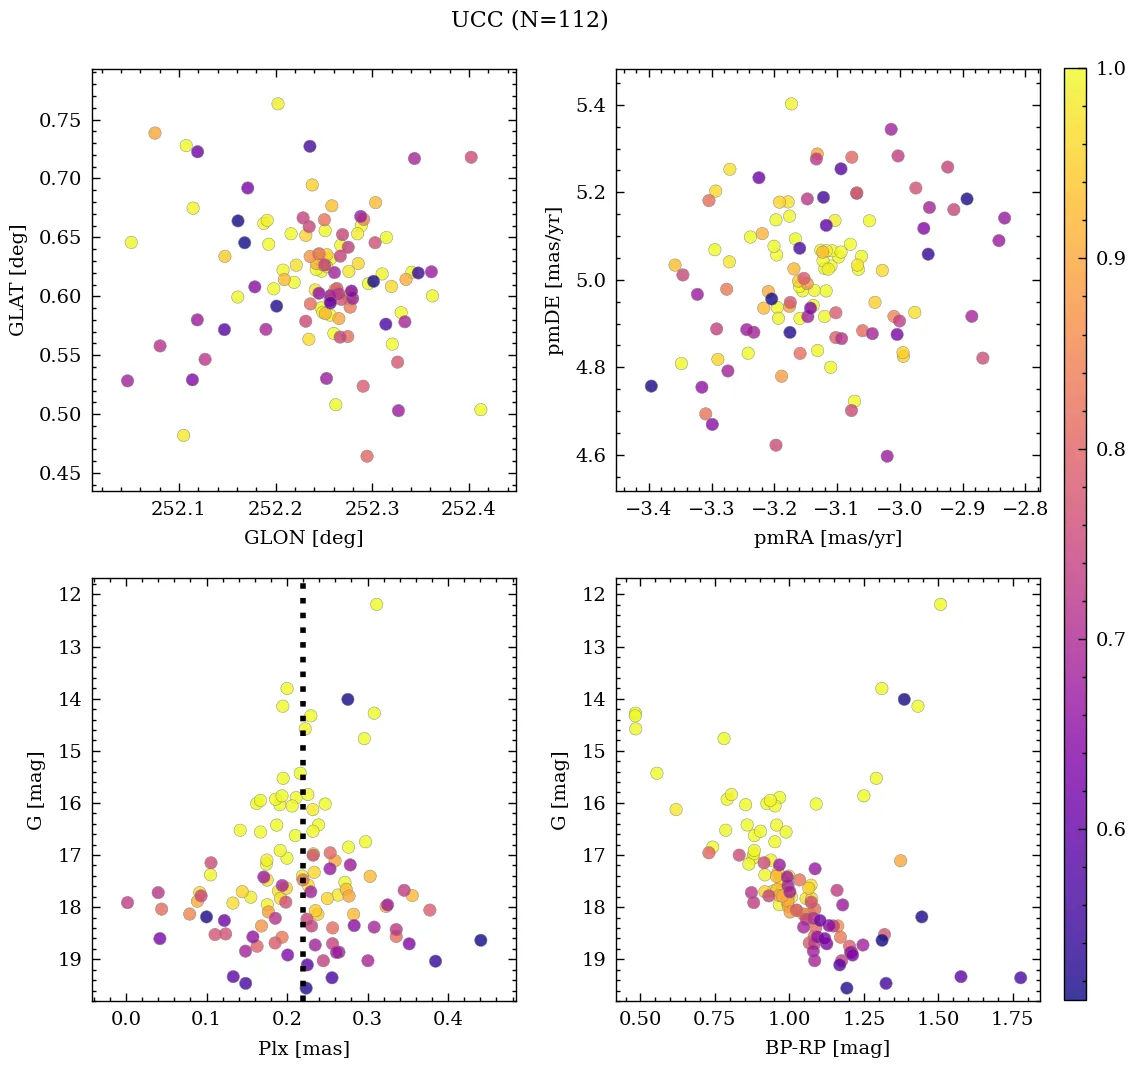 UCC (N=112)
0.75
0.70
0.65
0.60
0.55
0.50
0.45
GLAT [deg]
252.1 252.2 252.3 252.4
GLON [deg]
5.4
5.2
5.0
4.8
4.6
pmDE [mas/yr]
−3.4 −3.3 −3.2 −3.1 −3.0 −2.9 −2.8
pmRA [mas/yr]
1.0
0.9
0.8
0.7
0.6
12
13
14
15
16
17
18
19
G [mag]
0.0 0.1 0.2 0.3 0.4
Plx [mas]
12
13
14
15
16
17
18
19
G [mag]
0.50 0.75 1.00 1.25 1.50 1.75
BP-RP [mag]